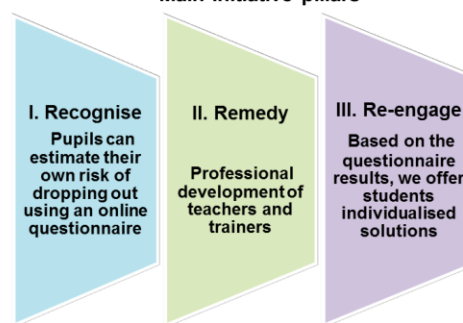 Main initiative pillars
I. Recognise
Pupils can
estimate their
own risk of
dropping out
using an online
questionnaire
II. Remedy
Professional
development of
teachers and
trainers
III. Re-engage
Based on the
questionnaire
results, we offer
students
individualised
solutions